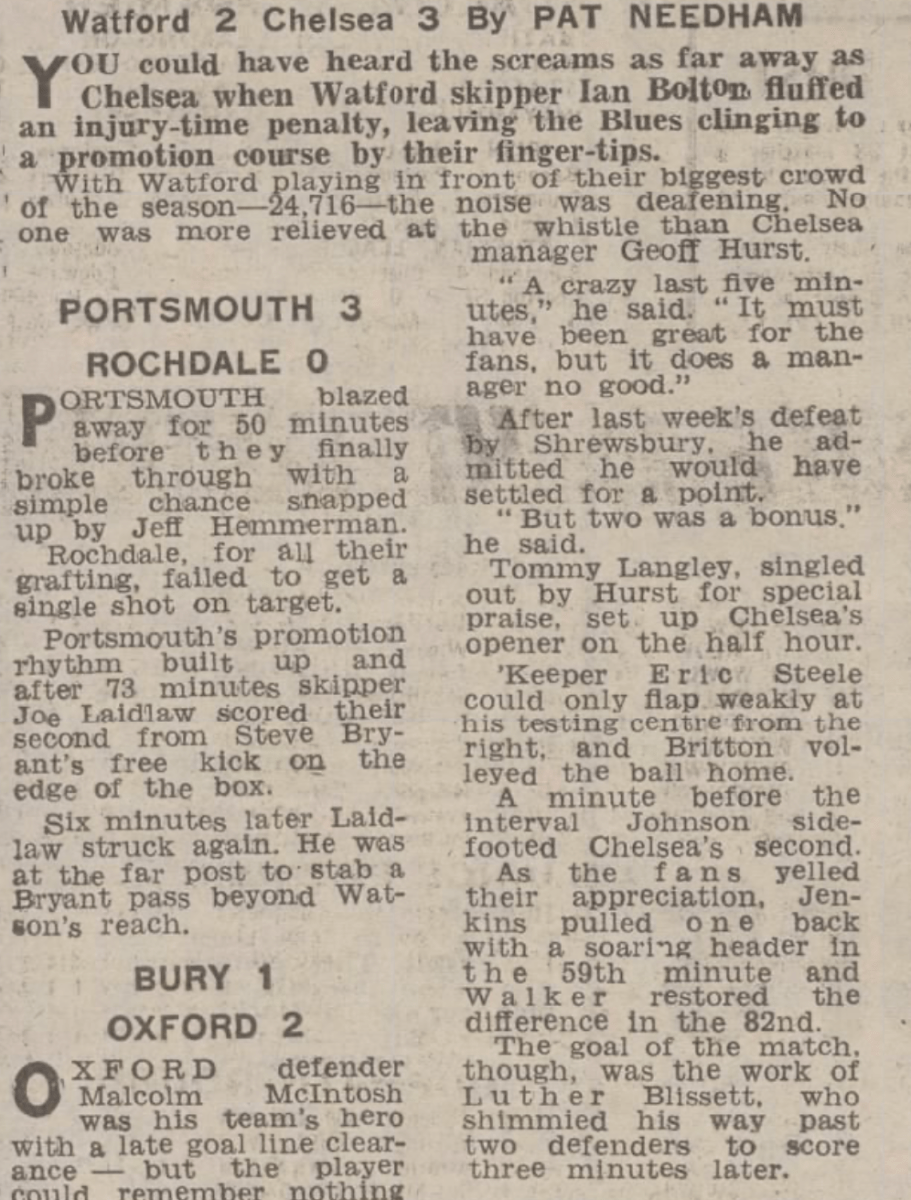 Watford 2 Chelsea 3 By PAT NEEDHAM
YOU could have heard the screams as far away as
Chelsea when Watford skipper Ian Bolton fluffed
an injury-time penalty, leaving the Blues clinging to
a promotion course by their finger-tips.
With Watford playing in front of their biggest crowd
of the season—24,716—the noise was deafening. No
one was more relieved at the whistle than Chelsea
manager Geoff Hurst.
"A crazy last five min-
utes," he said. "It must
have been great for the
fans, but it does a man-
ager no good."
After last week's defeat
by Shrewsbury, he ad-
mitted he would have
settled for a point.
"But two was a bonus."
he said.
Tommy Langley, singled
out by Hurst for special
praise, set up Chelsea's
opener on the half hour.
'Keeper Eric Steele
could only flap weakly at
his testing centre from the
right, and Britton vol-
leyed the ball home.
A minute before the
interval Johnson side-
footed Chelsea's second.
As the fans yelled
their appreciation, Jen-
kins pulled one back
with a soaring header in
the 59th minute and
Walker restored the
difference in the 82nd.
The goal of the match,
though, was the work of
Luther Blissett, who
shimmied his way past
two defenders to score
three minutes later.
PORTSMOUTH 3
ROCHDALE 0
PORTSMOUTH blazed
away for 50 minutes
before they finally
broke through with a
simple chance snapped
up by Jeff Hemmerman.
Rochdale, for all their
grafting, failed to get a
single shot on target.
Portsmouth's promotion
rhythm built up and
after 73 minutes skipper
Joe Laidlaw scored their
second from Steve Bry-
ant's free kick on the
edge of the box.
Six minutes later Laid-
law struck again. He was
at the far post to stab a
Bryant pass beyond Wat-
son's reach.
BURY 1
OXFORD 2
OXFORD defender
Malcolm McIntosh
was his team's hero
with a late goal line clear-
ance — but the player
could remember nothing